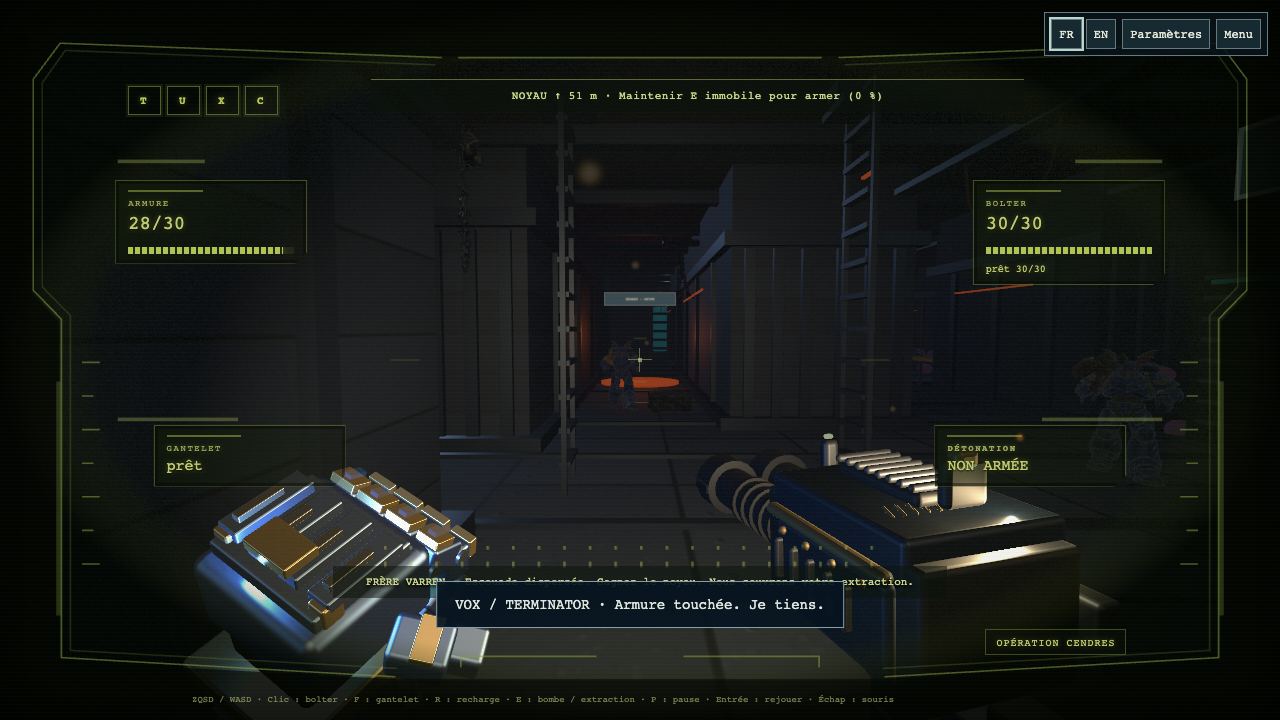 FR EN Paramètres Menu
T U X C
NOYAU ↑ 51 m · Maintenir E immobile pour armer (0 %)
ARMURE
28/30
BOLTER
30/30
prêt 30/30
GANTELET
prêt
DÉTONATION
NON ARMÉE
FRÈRE VARREN extraction.
VOX / TERMINATOR · Armure touchée. Je tiens.
OPÉRATION CENDRES
ZQSD / WASD · Clic : bolter · F : gantelet · R : recharge · E : bombe / extraction · P : pause · Entrée : rejouer · Échap : souris